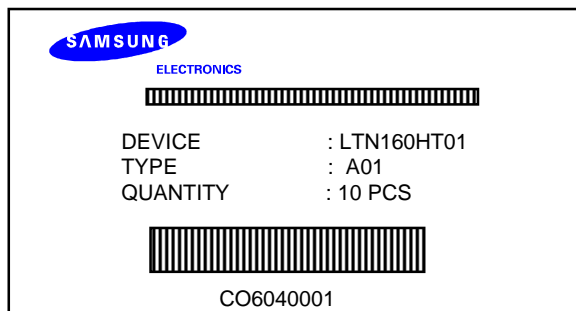 SAMSUNG
ELECTRONICS
DEVICE : LTN160HT01
TYPE : A01
QUANTITY : 10 PCS
CO6040001